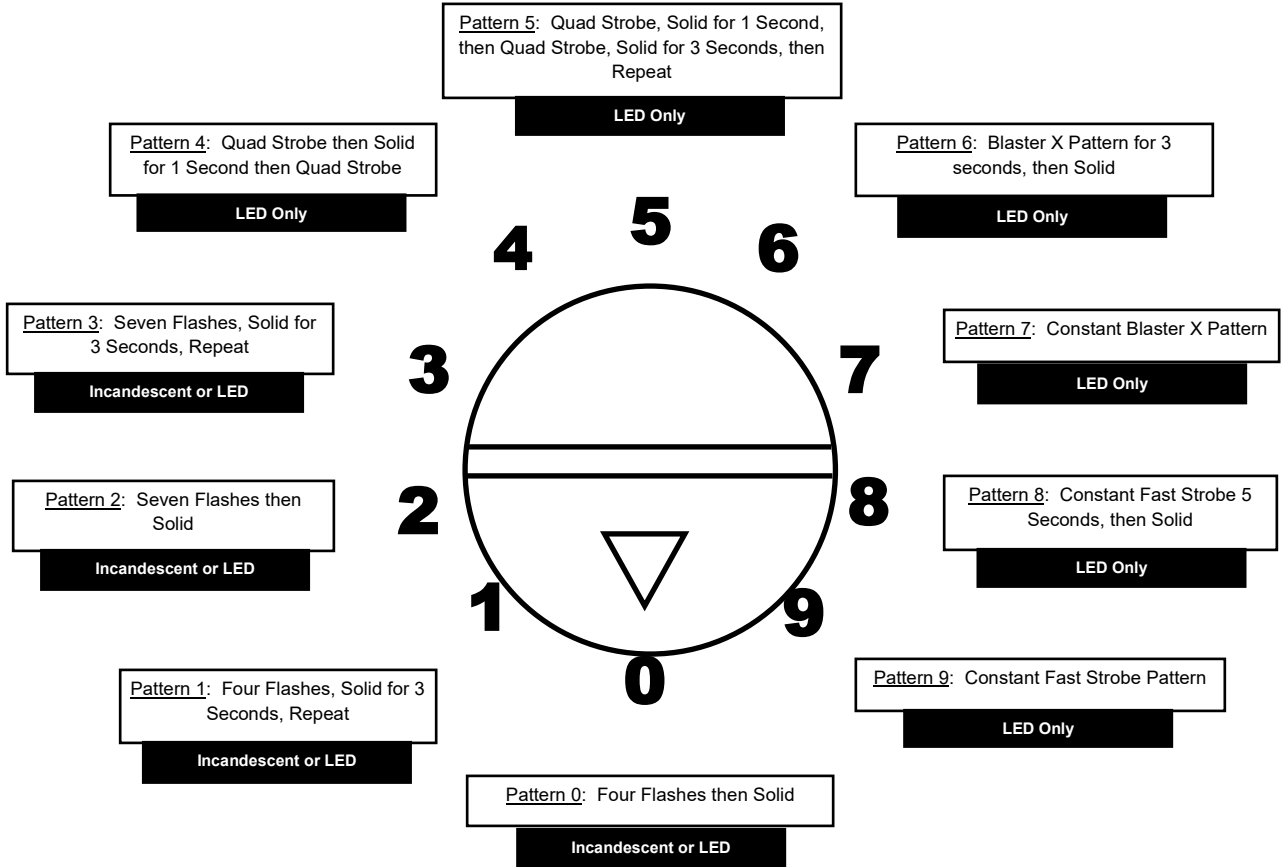 Pattern 5:  Quad Strobe, Solid for 1 Second,
then Quad Strobe, Solid for 3 Seconds, then
Repeat
LED Only
Pattern 4:  Quad Strobe then Solid
for 1 Second then Quad Strobe
LED Only
Pattern 6:  Blaster X Pattern for 3
seconds, then Solid
LED Only
5
4
6
Pattern 3:  Seven Flashes, Solid for
3 Seconds, Repeat
Incandescent or LED
3
7
Pattern 7:  Constant Blaster X Pattern
LED Only
Pattern 2:  Seven Flashes then
Solid
Incandescent or LED
2
8
Pattern 8:  Constant Fast Strobe 5
Seconds, then Solid
LED Only
1
9
0
Pattern 1:  Four Flashes, Solid for 3
Seconds, Repeat
Incandescent or LED
Pattern 9:  Constant Fast Strobe Pattern
LED Only
Pattern 0:  Four Flashes then Solid
Incandescent or LED